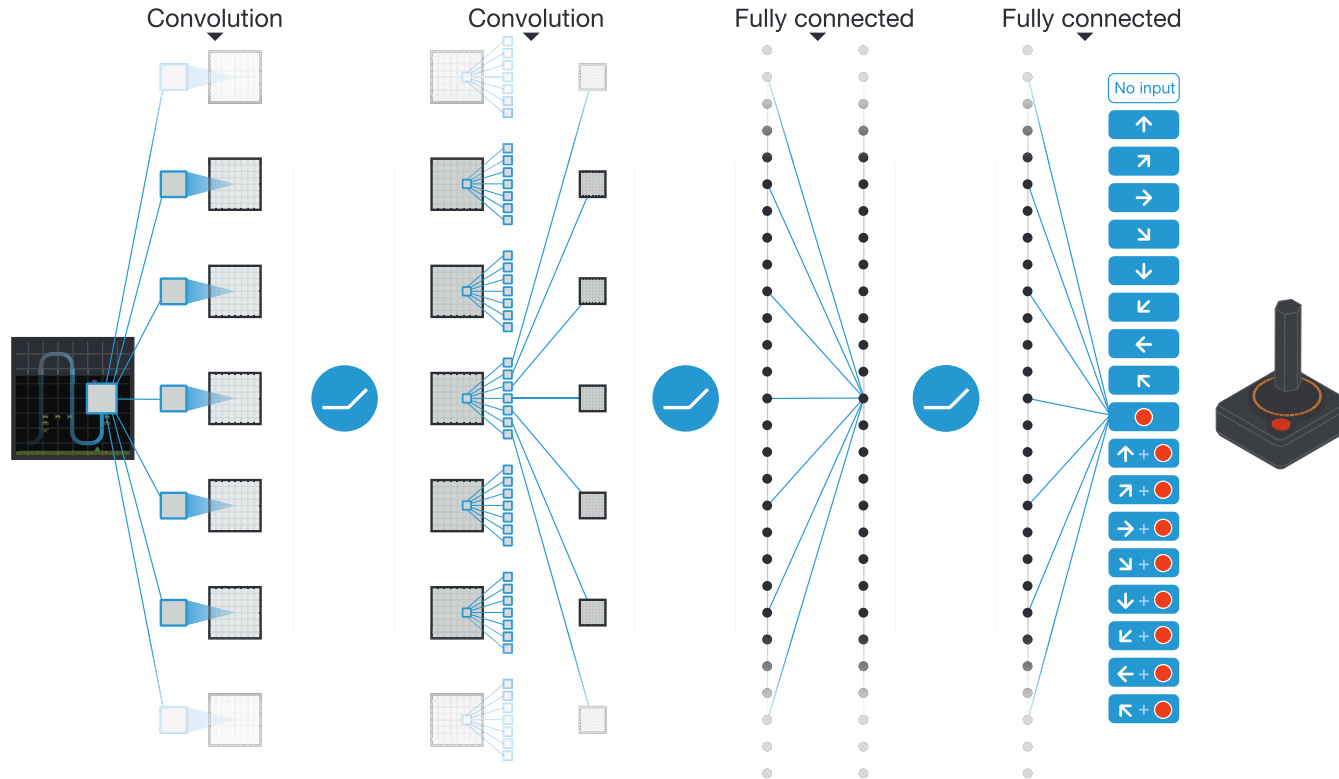 Convolution
Convolution
Fully connected
Fully connected
No input
+
+
+
+
+
+
+
+